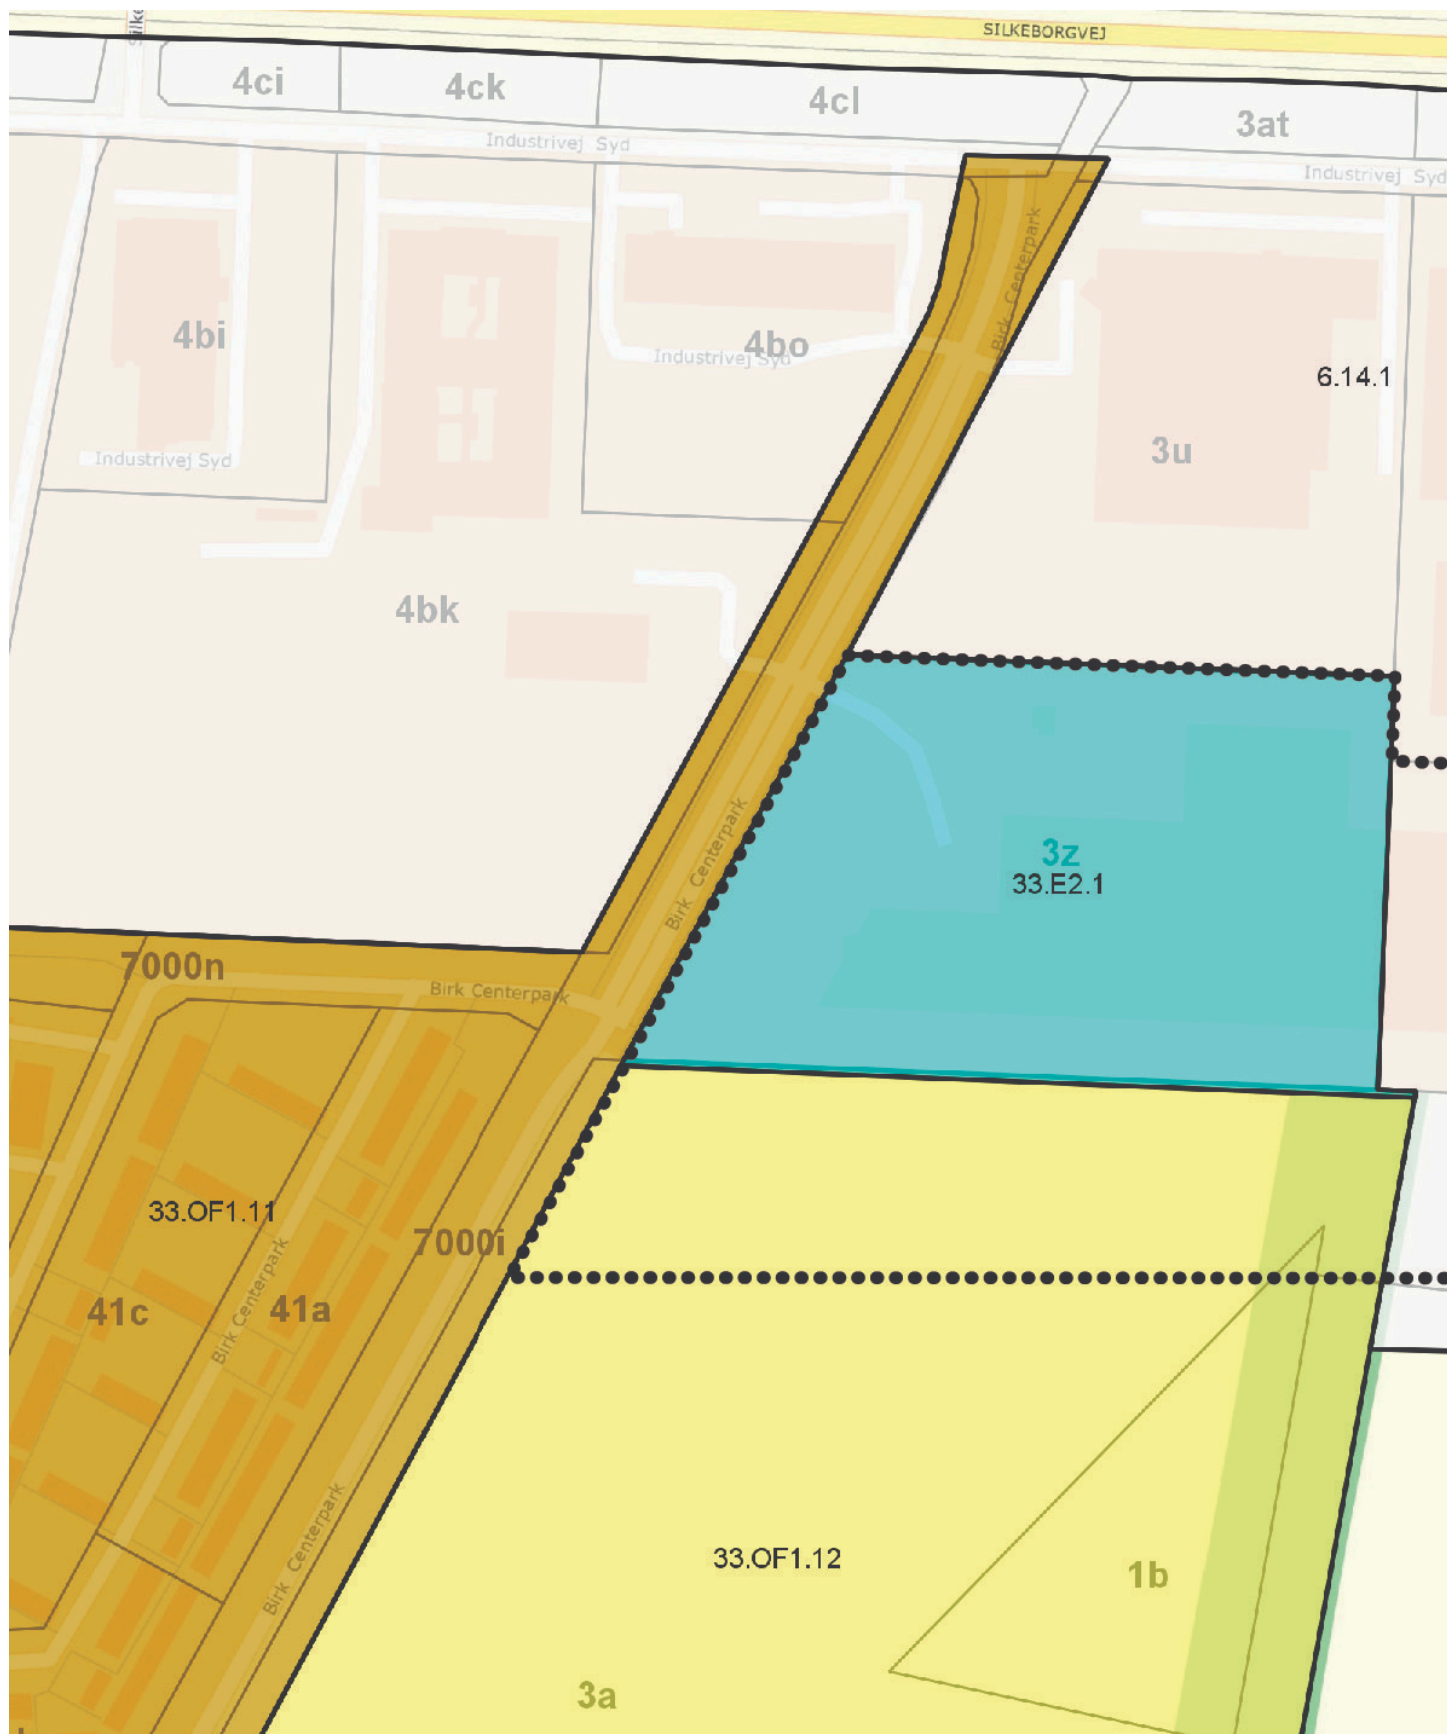 Silke
SILKEBORGVEJ
4ci
4ck
4cl
3at
Industrivej Syd
Industrivej Syd
Birk Centerpark
4bi
4bo
Industrivej Syd
6.14.1
3u
Industrivej Syd
4bk
Birk Centerpark
3z
33.E2.1
7000n
Birk Centerpark
33.OF1.11
7000i
41c
41a
Birk Centerpark
Birk Centerpark
33.OF1.12
1b
3a